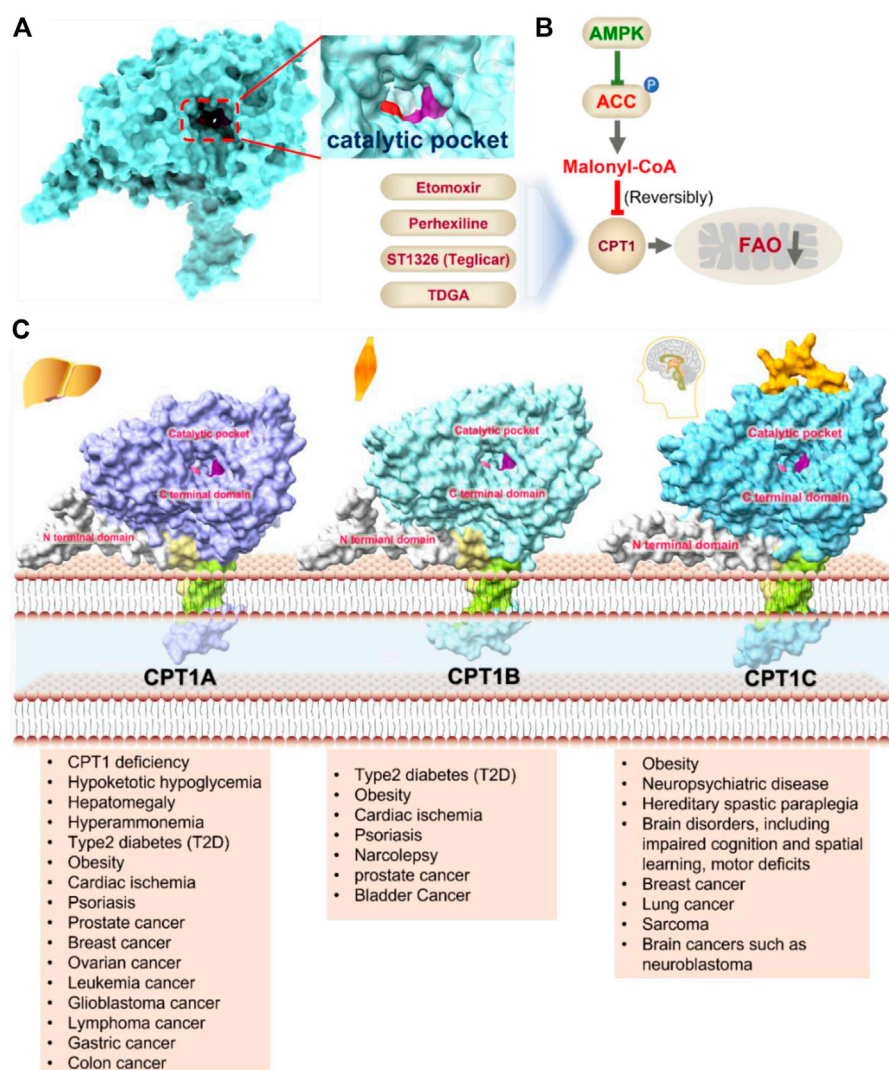 A
catalytic pocket
B
AMPK
P
ACC
Malonyl-CoA
(Reversibly)
CPT1
FAO
Etomoxir
Perhexiline
ST1326 (Teglicar)
TDGA
C
Catalytic pocket
C terminal domain
N terminal domain
CPT1A
Catalytic pocket
C terminal domain
N termianl domain
CPT1B
Catalytic pocket
C terminal domain
N terminal domain
CPT1C
• CPT1 deficiency
• Hypoketotic hypoglycemia
• Hepatomegaly
• Hyperammonemia
• Type2 diabetes (T2D)
• Obesity
• Cardiac ischemia
• Psoriasis
• Prostate cancer
• Breast cancer
• Ovarian cancer
• Leukemia cancer
• Glioblastoma cancer
• Lymphoma cancer
• Gastric cancer
• Colon cancer
• Type2 diabetes (T2D)
• Obesity
• Cardiac ischemia
• Psoriasis
• Narcolepsy
• prostate cancer
• Bladder Cancer
• Obesity
• Neuropsychiatric disease
• Hereditary spastic paraplegia
• Brain disorders, including
impaired cognition and spatial
learning, motor deficits
• Breast cancer
• Lung cancer
• Sarcoma
• Brain cancers such as
neuroblastoma